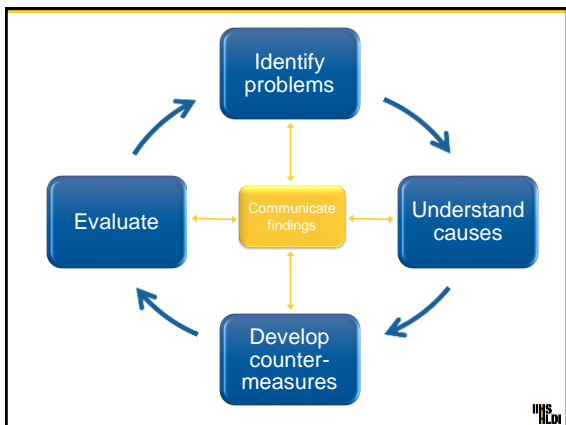 Identify
problems
Evaluate
Communicate
findings
Understand
causes
Develop
counter-
measures
IIHS
HLDI